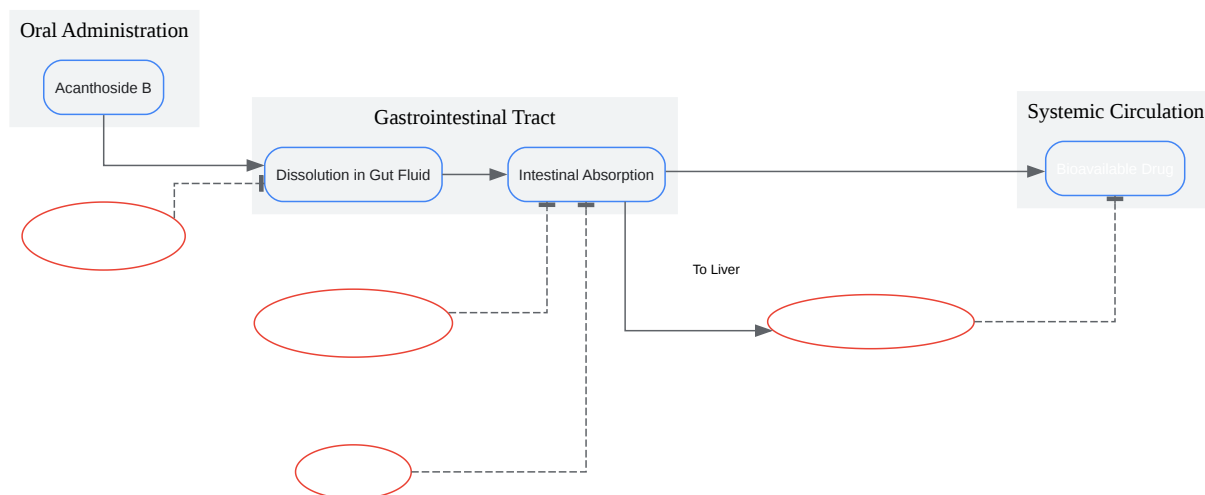 Oral Administration
Acanthoside B
Gastrointestinal Tract
Dissolution in Gut Fluid
Intestinal Absorption
Systemic Circulation
Bioavailable Drug
To Liver